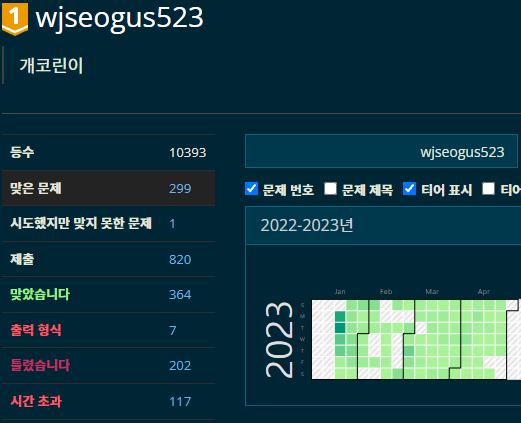 1 wjseogus523
개코린이
등수 10393
맞은 문제 299
시도했지만 맞지 못한 문제 1
제출 820
맞았습니다 364
출력 형식 7
틀렸습니다 202
시간 초과 117
wjseogus523
문제 번호 문제 제목 티어 표시 티어
2022-2023년
Jan Feb Mar Apr
2023
S
M
T
W
T
F
S